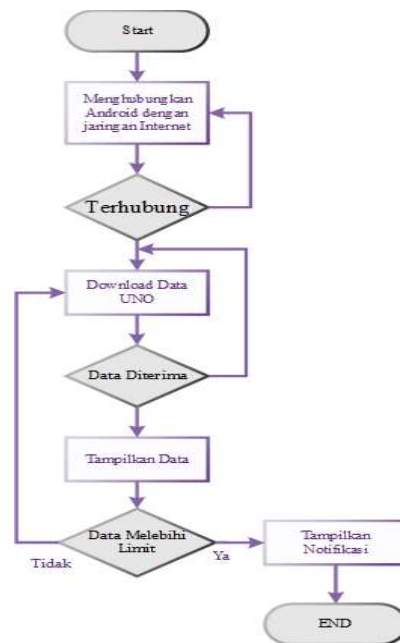 Start
Menghubungkan
Android dengan
jaringan Internet
Terhubung
Download Data
UNO
Data Diterima
Tampilkan Data
Data Melebihi
Limit
Tidak
Ya
Tampilkan
Notifikasi
END